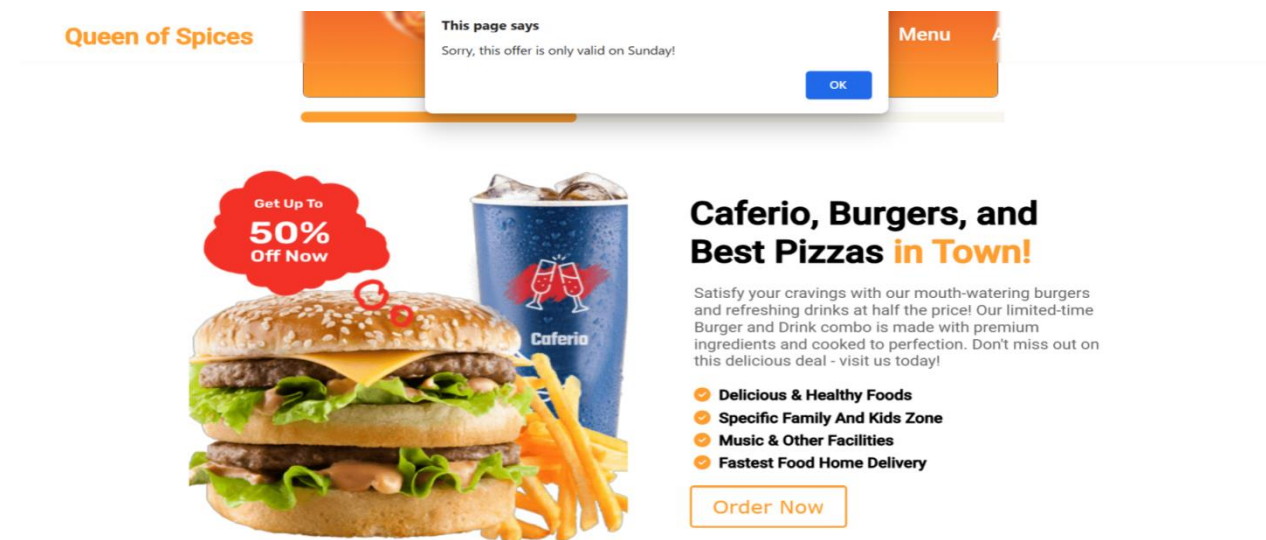 Queen of Spices
This page says
Sorry, this offer is only valid on Sunday!
OK
Menu
Get Up To
50%
Off Now
Caferio
Caferio, Burgers, and
Best Pizzas in Town!
Satisfy your cravings with our mouth-watering burgers
and refreshing drinks at half the price! Our limited-time
Burger and Drink combo is made with premium
ingredients and cooked to perfection. Don't miss out on
this delicious deal - visit us today!
Delicious & Healthy Foods
Specific Family And Kids Zone
Music & Other Facilities
Fastest Food Home Delivery
Order Now